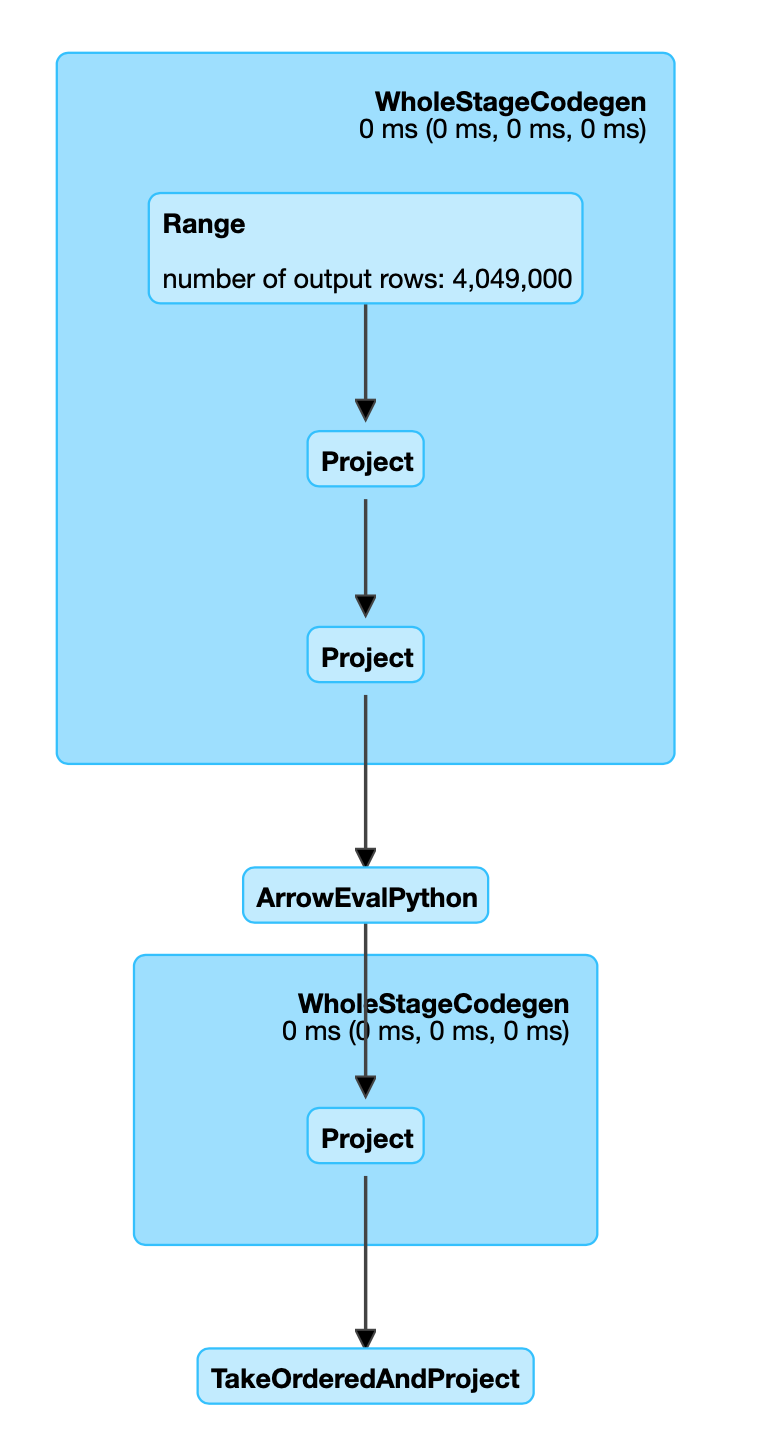 WholeStageCodegen
0 ms (0 ms, 0 ms, 0 ms)
Range
number of output rows: 4,049,000
Project
Project
ArrowEvalPython
WholeStageCodegen
0 ms (0 ms, 0 ms, 0 ms)
Project
TakeOrderedAndProject